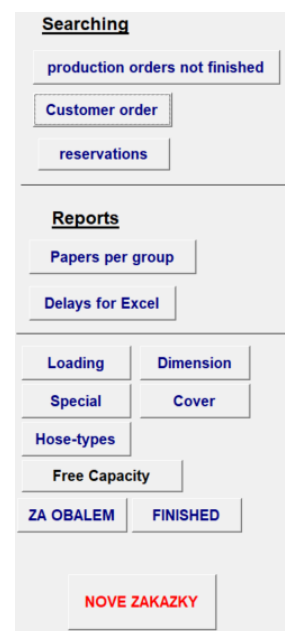 Searching
production orders not finished
Customer order
reservations
Reports
Papers per group
Delays for Excel
Loading Dimension
Special Cover
Hose-types
Free Capacity
ZA OBALEM FINISHED
NOVE ZAKAZKY